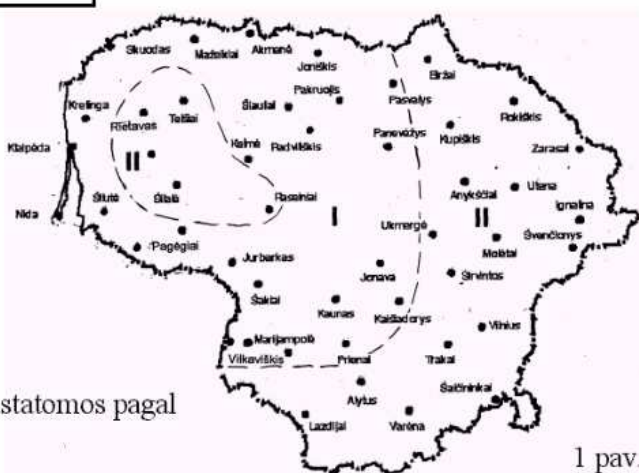 Skuodas
Mažeikiai
Akmenė
Joniškis
Biržai
Pakruojis
Pasvalys
Kretinga
Rietavas
Telšiai
Šiauliai
Rokiškis
Radviliškis
Panevėžys
Kupiškis
Klaipėda
Kelmė
Zarasai
II
Anykščiai
Utena
Šilutė
Šilalė
Raseiniai
I
II
Ignalina
Nida
Ukmergė
Molėtai
Švenčionys
Pagėgiai
Jurbarkas
Jonava
Širvintos
Šakiai
Kaunas
Kaišiadorys
Vilnius
Marijampolė
Vilkaviškis
Prienai
Trakai
Šalčininkai
statomos pagal
Alytus
Lazdijai
Varėna
1 pav.